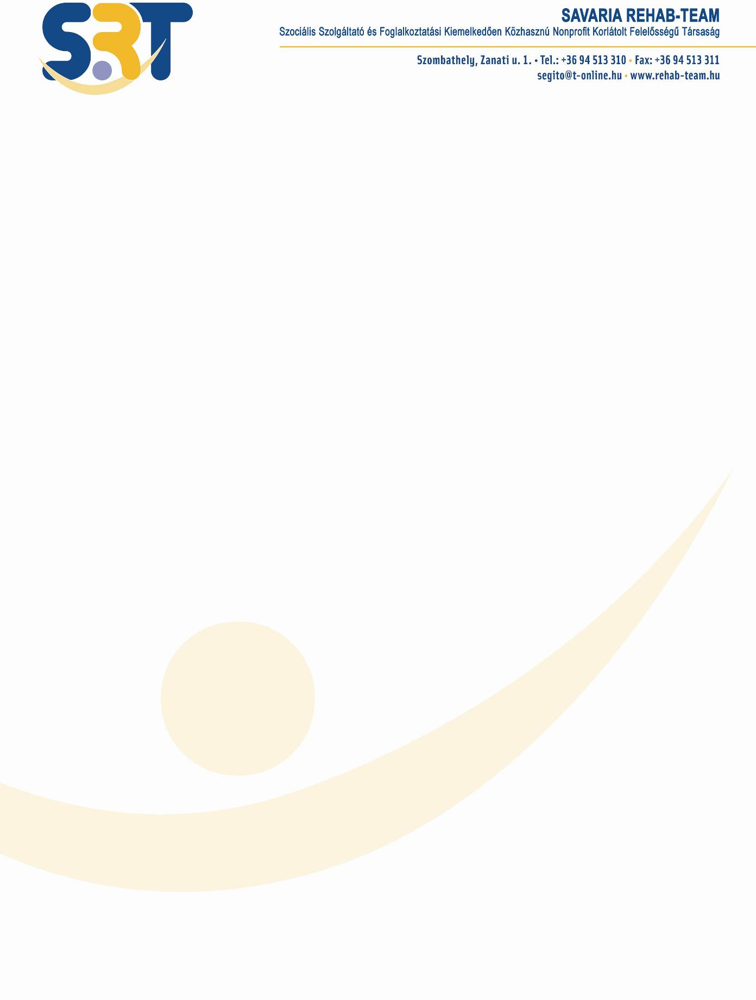 SRT
SAVARIA REHAB-TEAM
Szociális Szolgáltató és Foglalkoztatási Kiemelkedően Közhasznú Nonprofit Korlátolt Felelősségű Társaság
Szombathely, Zanati u. 1. • Tel.: +36 94 513 310 • Fax: +36 94 513 311
segito@t-online.hu • www.rehab-team.hu